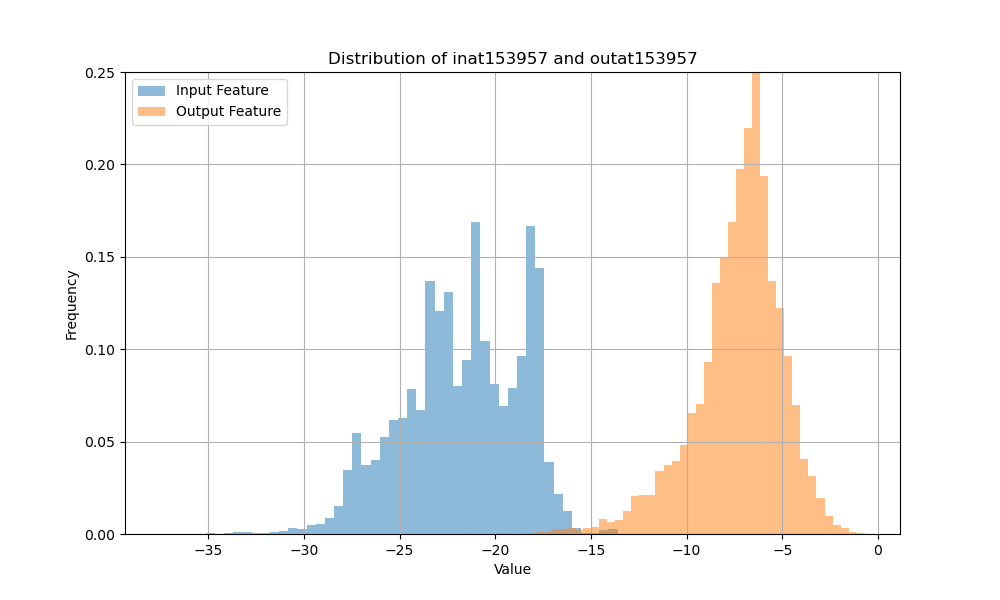 Distribution of inat153957 and outat153957
Input Feature
Output Feature
Frequency
0.25
0.20
0.15
0.10
0.05
0.00
−35 −30 −25 −20 −15 −10 −5 0
Value